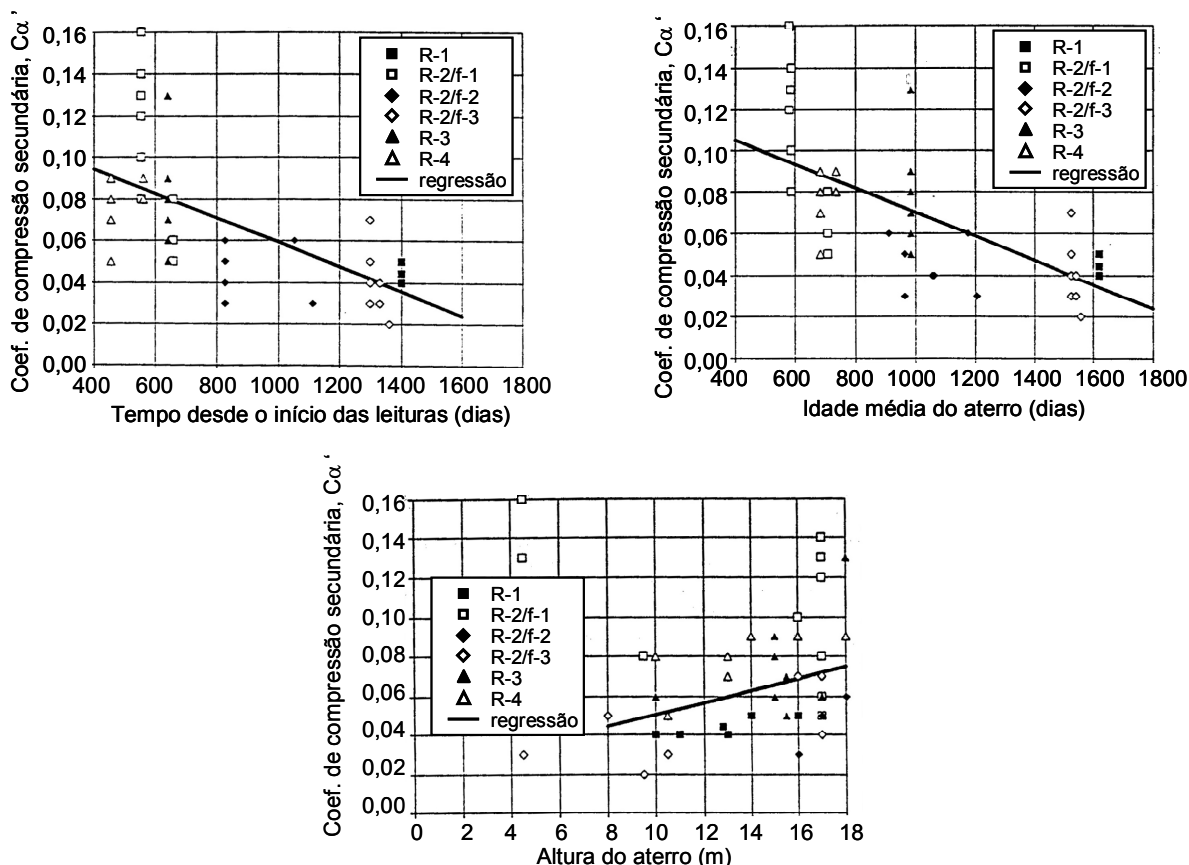 Coef. de compressão secundária, Cα ‘
0,16
0,14
0,12
0,10
0,08
0,06
0,04
0,02
0,00
400 600 800 1000 1200 1400 1600 1800
Tempo desde o início das leituras (dias)
R-1
R-2/f-1
R-2/f-2
R-2/f-3
R-3
R-4
regressão
Coef. de compressão secundária, Cα ‘
0,16
0,14
0,12
0,10
0,08
0,06
0,04
0,02
0,00
400 600 800 1000 1200 1400 1600 1800
Idade média do aterro (dias)
R-1
R-2/f-1
R-2/f-2
R-2/f-3
R-3
R-4
regressão
Coef. de compressão secundária, Cα ‘
0,16
0,14
0,12
0,10
0,08
0,06
0,04
0,02
0,00
0 2 4 6 8 10 12 14 16 18
Altura do aterro (m)
R-1
R-2/f-1
R-2/f-2
R-2/f-3
R-3
R-4
regressão